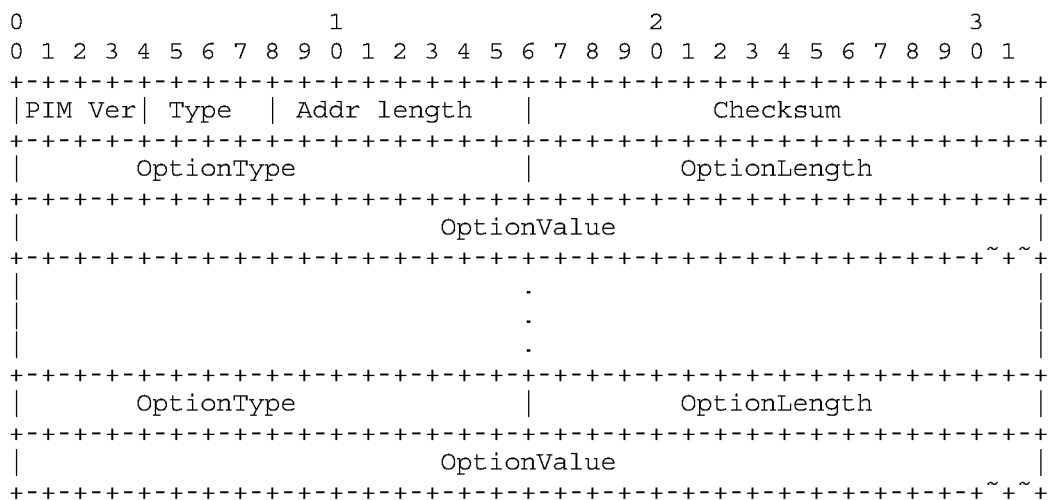 0                   1                   2                   3
0 1 2 3 4 5 6 7 8 9 0 1 2 3 4 5 6 7 8 9 0 1 2 3 4 5 6 7 8 9 0 1
+-+-+-+-+-+-+-+-+-+-+-+-+-+-+-+-+-+-+-+-+-+-+-+-+-+-+-+-+-+-+-+-+
|PIM Ver| Type  | Addr length   |           Checksum            |
+-+-+-+-+-+-+-+-+-+-+-+-+-+-+-+-+-+-+-+-+-+-+-+-+-+-+-+-+-+-+-+-+
|       OptionType              |         OptionLength          |
+-+-+-+-+-+-+-+-+-+-+-+-+-+-+-+-+-+-+-+-+-+-+-+-+-+-+-+-+-+-+-+-+
|                          OptionValue                          |
+-+-+-+-+-+-+-+-+-+-+-+-+-+-+-+-+-+-+-+-+-+-+-+-+-+-+-+-+-+-+~+~+
|                               .                               |
|                               .                               |
|                               .                               |
+-+-+-+-+-+-+-+-+-+-+-+-+-+-+-+-+-+-+-+-+-+-+-+-+-+-+-+-+-+-+-+-+
|       OptionType              |         OptionLength          |
+-+-+-+-+-+-+-+-+-+-+-+-+-+-+-+-+-+-+-+-+-+-+-+-+-+-+-+-+-+-+-+-+
|                          OptionValue                          |
+-+-+-+-+-+-+-+-+-+-+-+-+-+-+-+-+-+-+-+-+-+-+-+-+-+-+-+-+-+-+~+~+